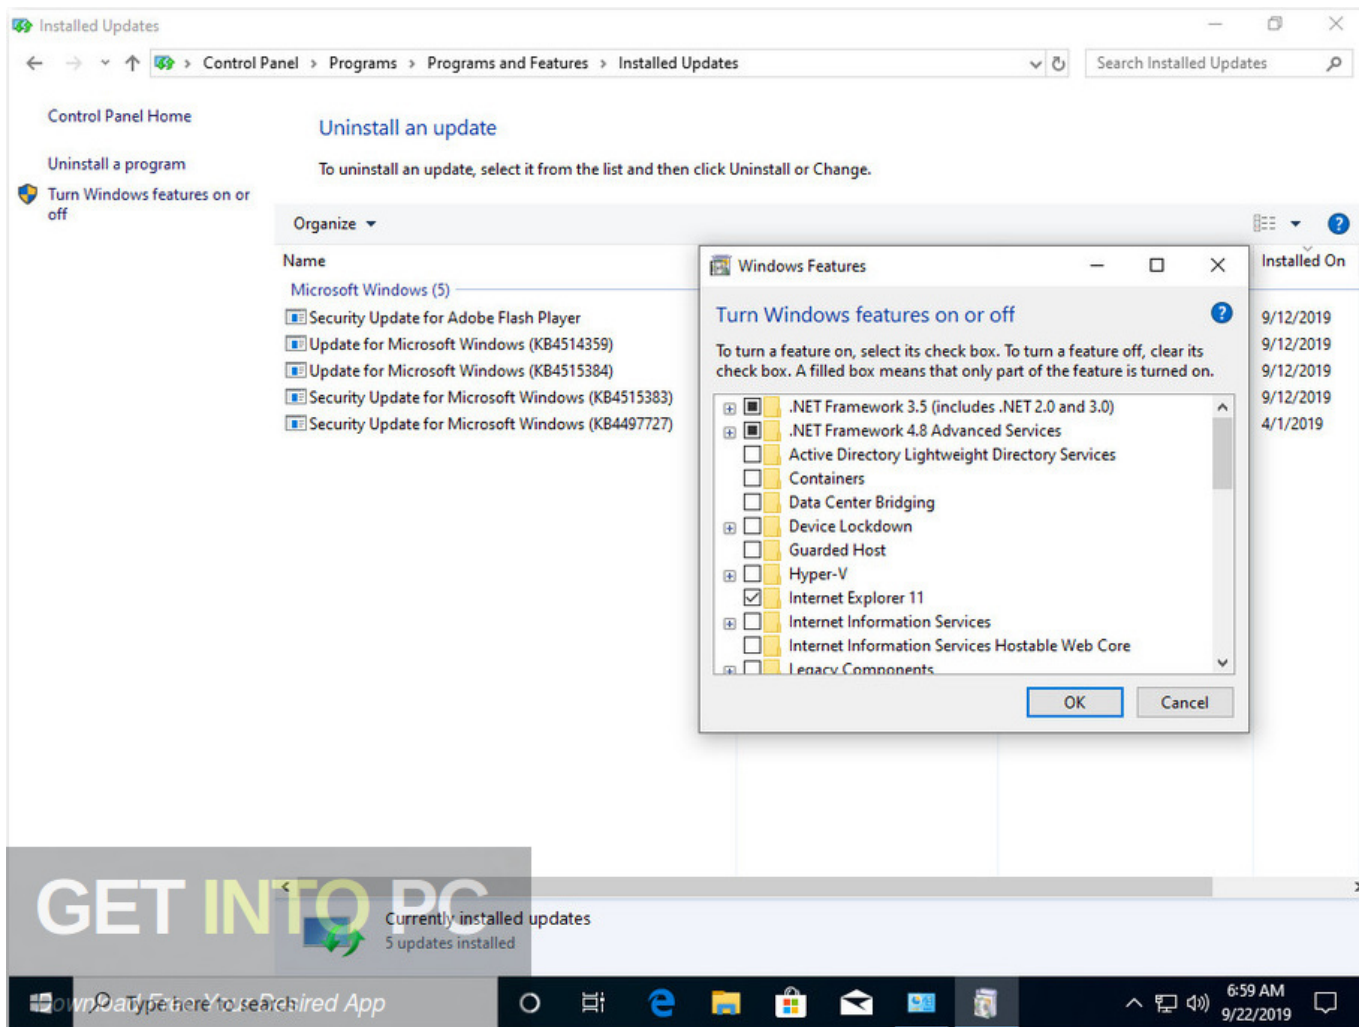 Installed Updates
Control Panel > Programs > Programs and Features > Installed Updates
Search Installed Updates
Control Panel Home
Uninstall a program
Turn Windows features on or
off
Uninstall an update
To uninstall an update, select it from the list and then click Uninstall or Change.
Organize
Name
Installed On
Microsoft Windows (5)
Security Update for Adobe Flash Player
9/12/2019
Update for Microsoft Windows (KB4514359)
9/12/2019
Update for Microsoft Windows (KB4515384)
9/12/2019
Security Update for Microsoft Windows (KB4515383)
9/12/2019
Security Update for Microsoft Windows (KB4497727)
4/1/2019
Windows Features
Turn Windows features on or off
To turn a feature on, select its check box. To turn a feature off, clear its
check box. A filled box means that only part of the feature is turned on.
.NET Framework 3.5 (includes .NET 2.0 and 3.0)
.NET Framework 4.8 Advanced Services
Active Directory Lightweight Directory Services
Containers
Data Center Bridging
Device Lockdown
Guarded Host
Hyper-V
Internet Explorer 11
Internet Information Services
Internet Information Services Hostable Web Core
Legacy Components
OK
Cancel
GET INTO PC
Currently installed updates
5 updates installed
Download Free Your Desired App
Type here to search
6:59 AM
9/22/2019